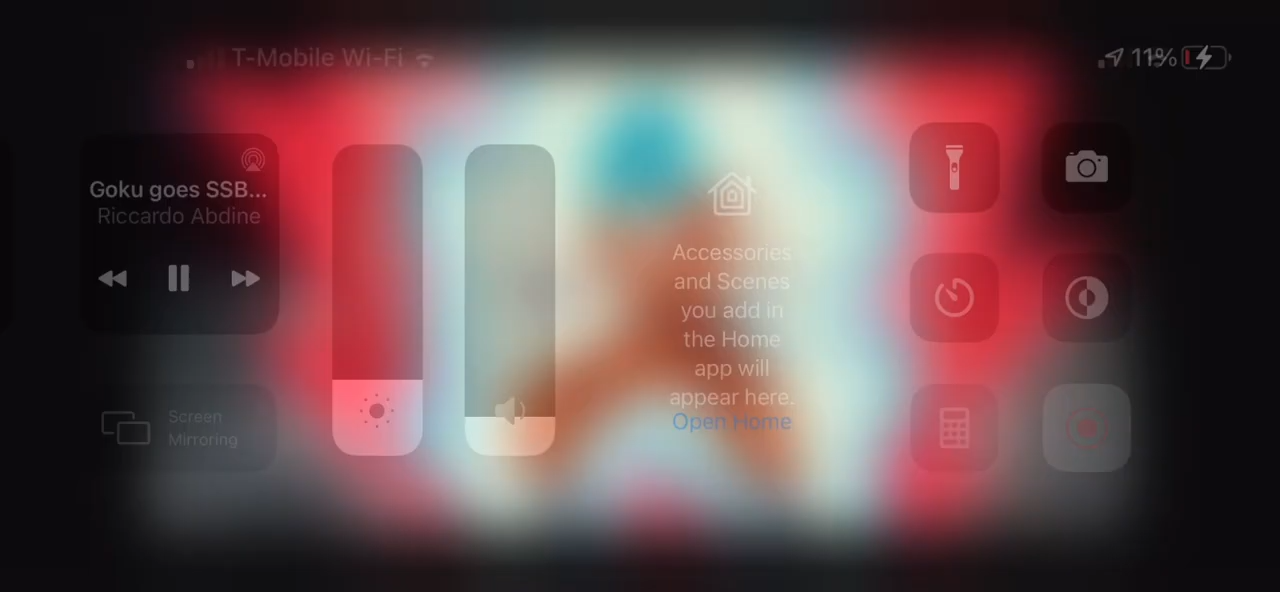 T-Mobile Wi-Fi
11%
Goku goes SSB...
Riccardo Abdine
Screen
Mirroring
Accessories
and Scenes
you add in
the Home
app will
appear here.
Open Home